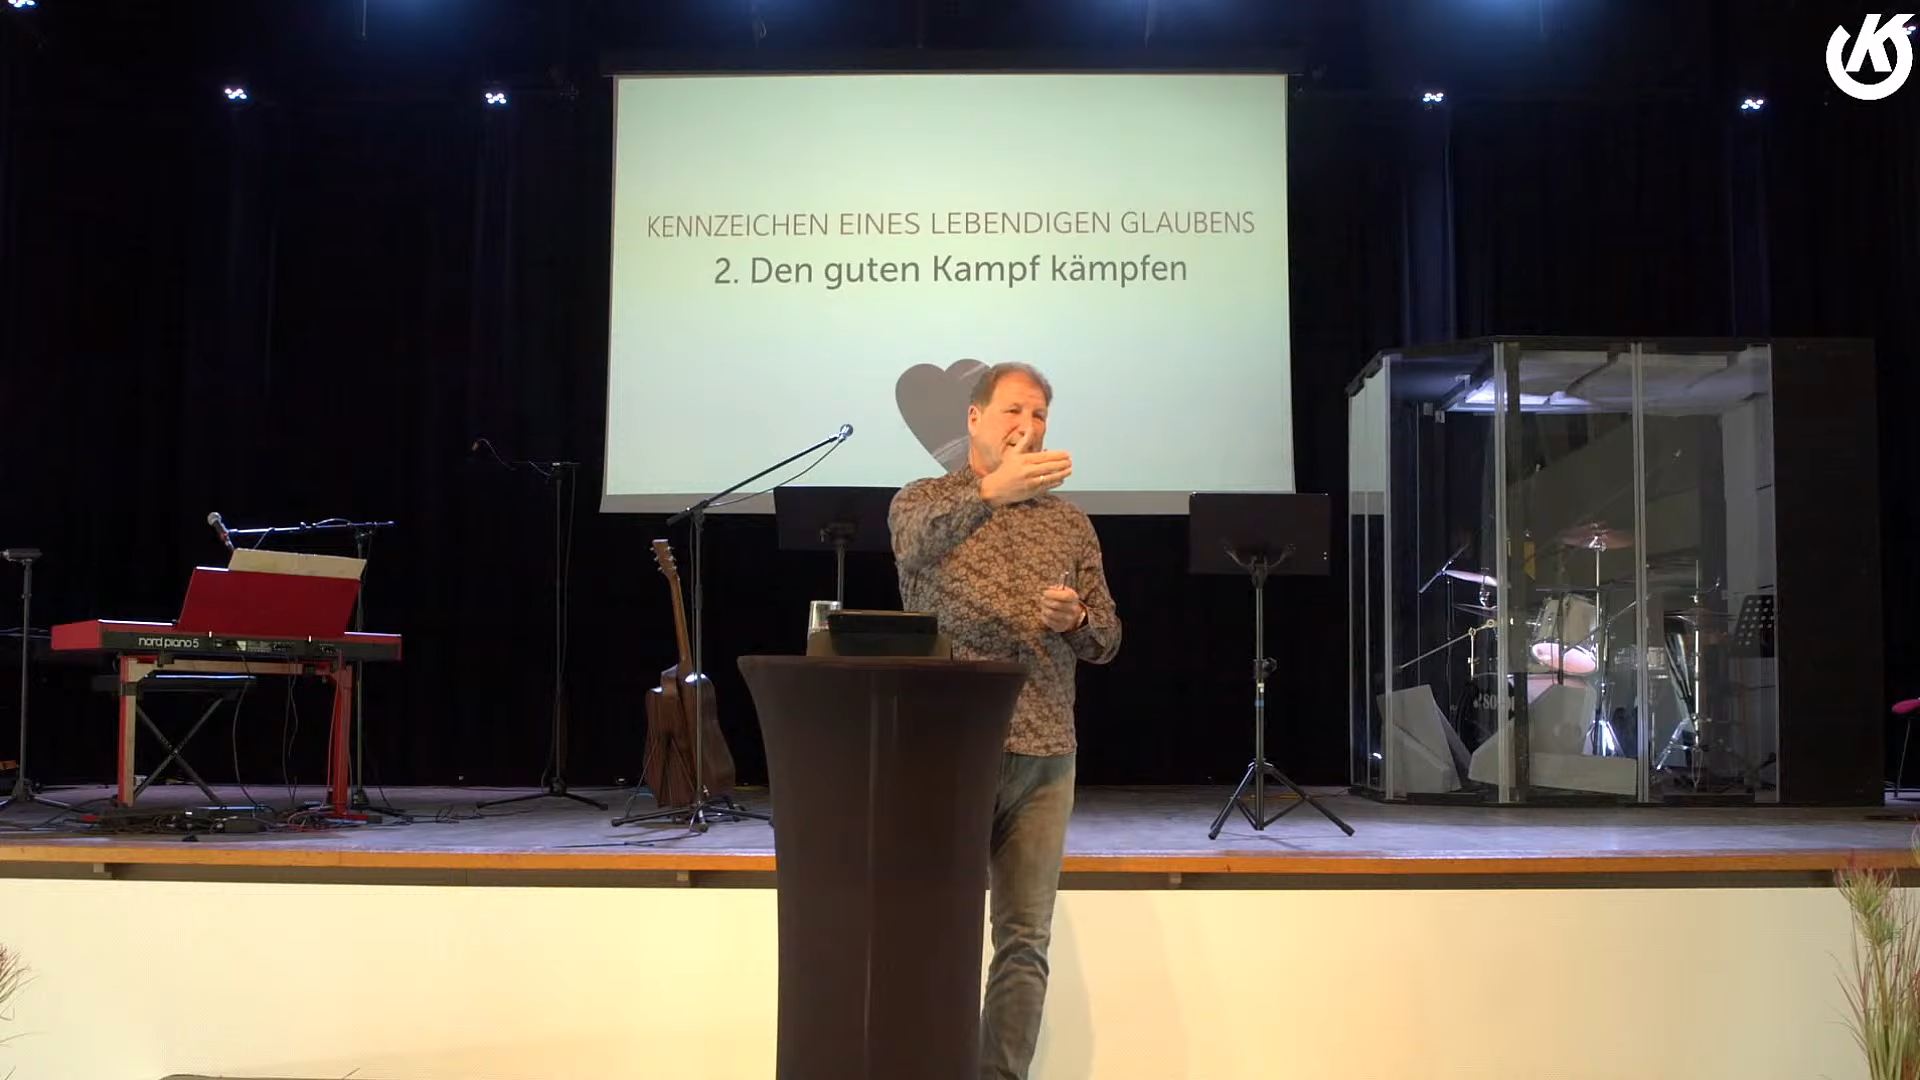 KENNZEICHEN EINES LEBENDIGEN GLAUBENS
2. Den guten Kampf kämpfen
nord piano 5